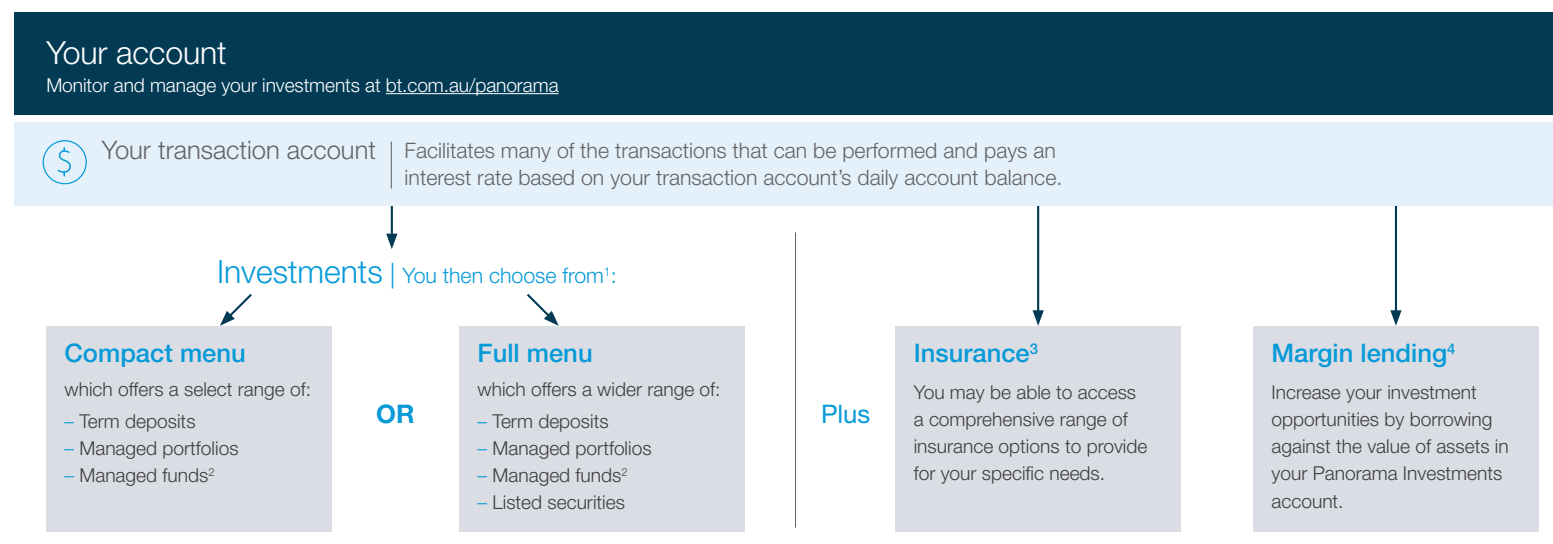 Your account
Monitor and manage your investments at bt.com.au/panorama
$
Your transaction account
Facilitates many of the transactions that can be performed and pays an
interest rate based on your transaction account's daily account balance.
Investments | You then choose from¹:
Compact menu
which offers a select range of:
– Term deposits
– Managed portfolios
– Managed funds²
OR
Full menu
which offers a wider range of:
– Term deposits
– Managed portfolios
– Managed funds²
– Listed securities
Plus
Insurance³
You may be able to access
a comprehensive range of
insurance options to provide
for your specific needs.
Margin lending⁴
Increase your investment
opportunities by borrowing
against the value of assets in
your Panorama Investments
account.